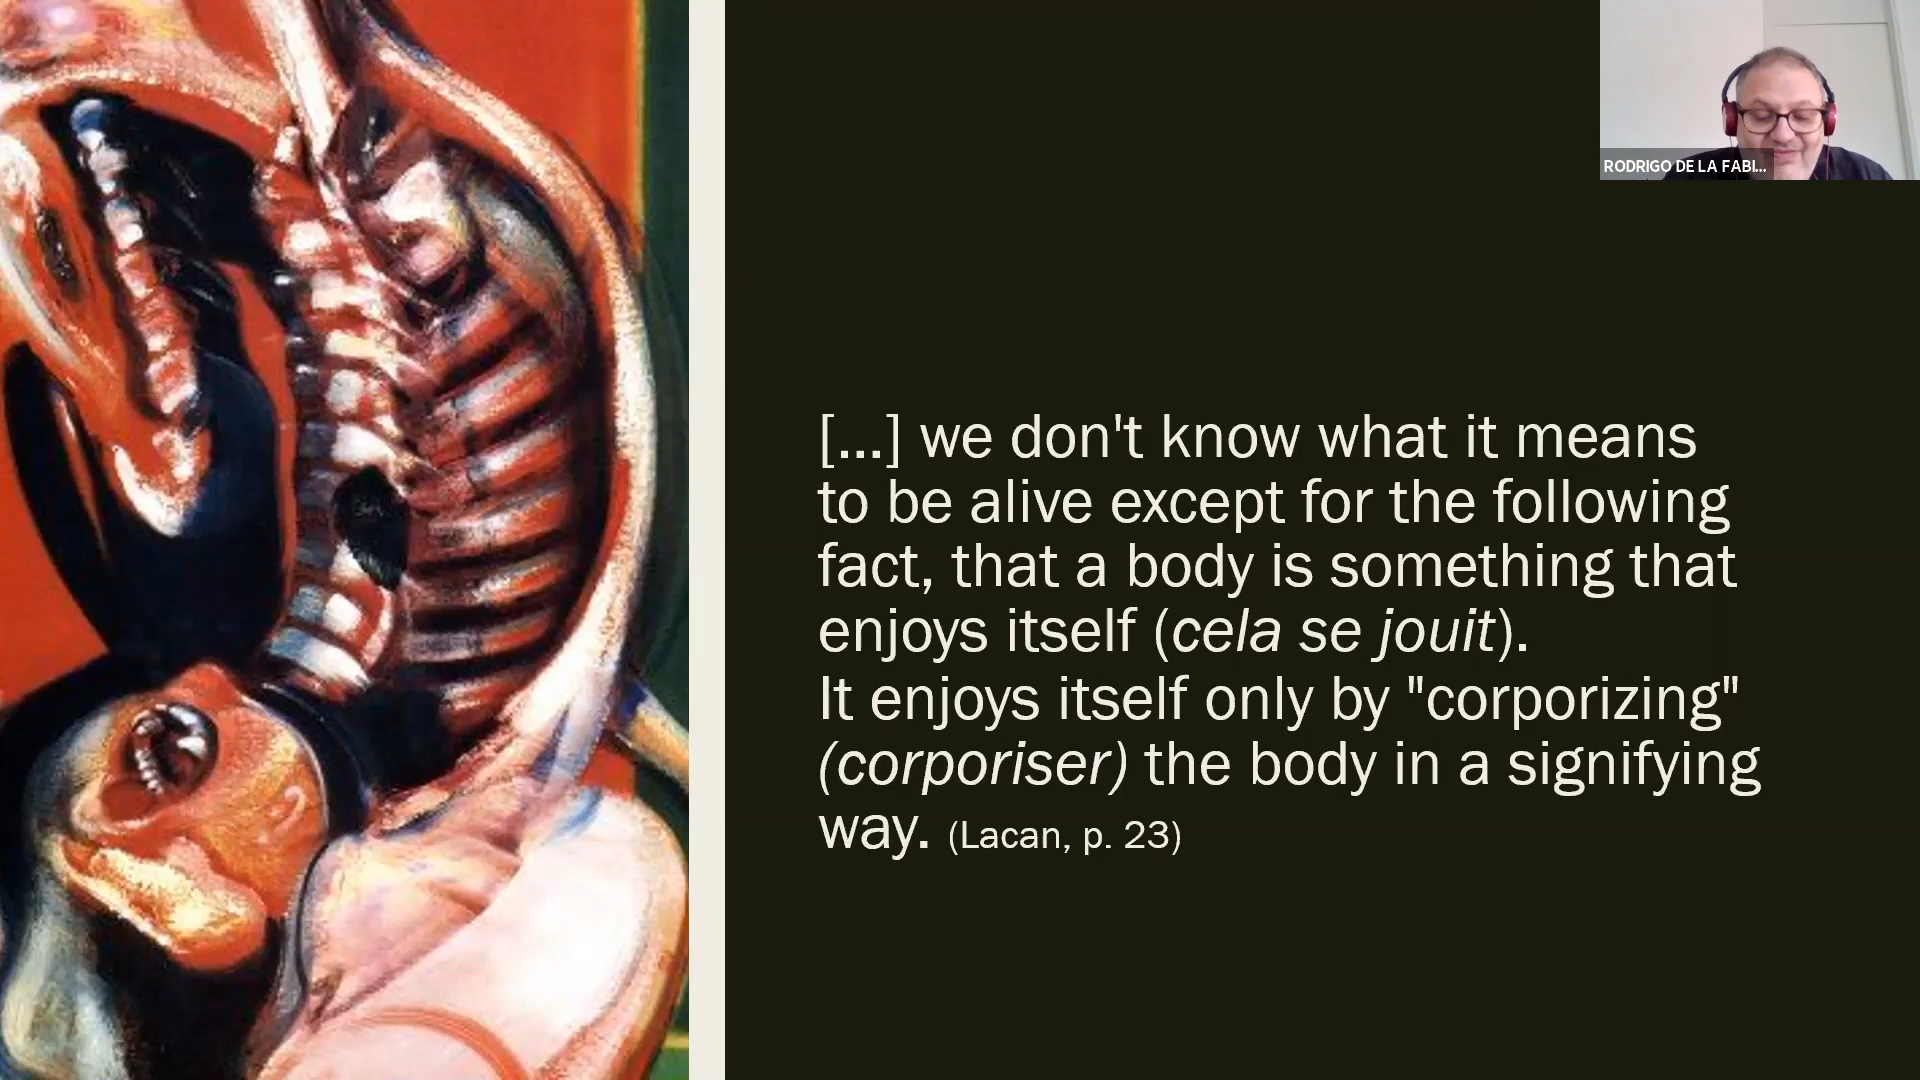 RODRIGO DE LA FABI...
[...] we don't know what it means
to be alive except for the following
fact, that a body is something that
enjoys itself (cela se jouit).
It enjoys itself only by "corporizing"
(corporiser) the body in a signifying
way. (Lacan, p. 23)